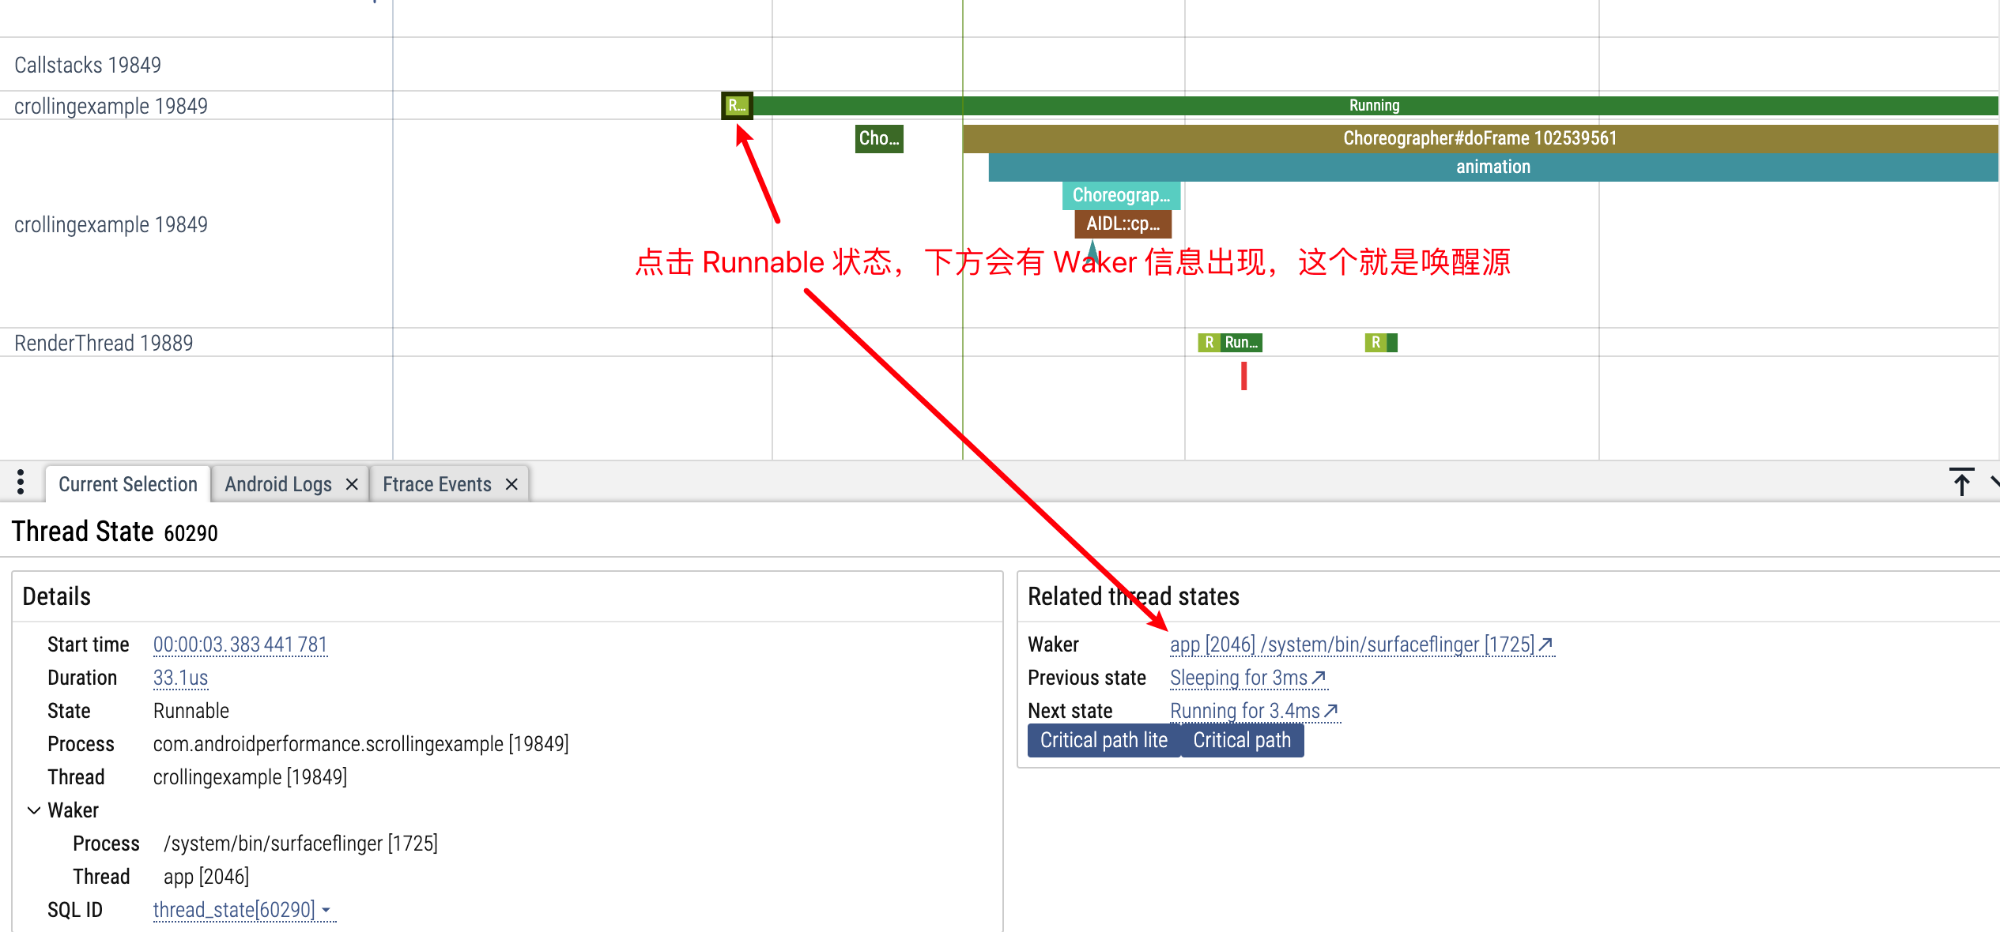 Callstacks 19849
crollingexample 19849
R...
Running
Cho...
Choreographer#doFrame 102539561
animation
Choreograp...
AIDL::cp...
crollingexample 19849
点击 Runnable 状态，下方会有 Waker 信息出现，这个就是唤醒源
RenderThread 19889
R
Run...
R
Current Selection
Android Logs ✕
Ftrace Events ✕
Thread State 60290
Details
Start time 00:00:03.383 441 781
Duration 33.1us
State Runnable
Process com.androidperformance.scrollingexample [19849]
Thread crollingexample [19849]
Waker
Process /system/bin/surfaceflinger [1725]
Thread app [2046]
SQL ID thread_state[60290]
Related thread states
Waker app [2046] /system/bin/surfaceflinger [1725]
Previous state Sleeping for 3ms
Next state Running for 3.4ms
Critical path lite
Critical path